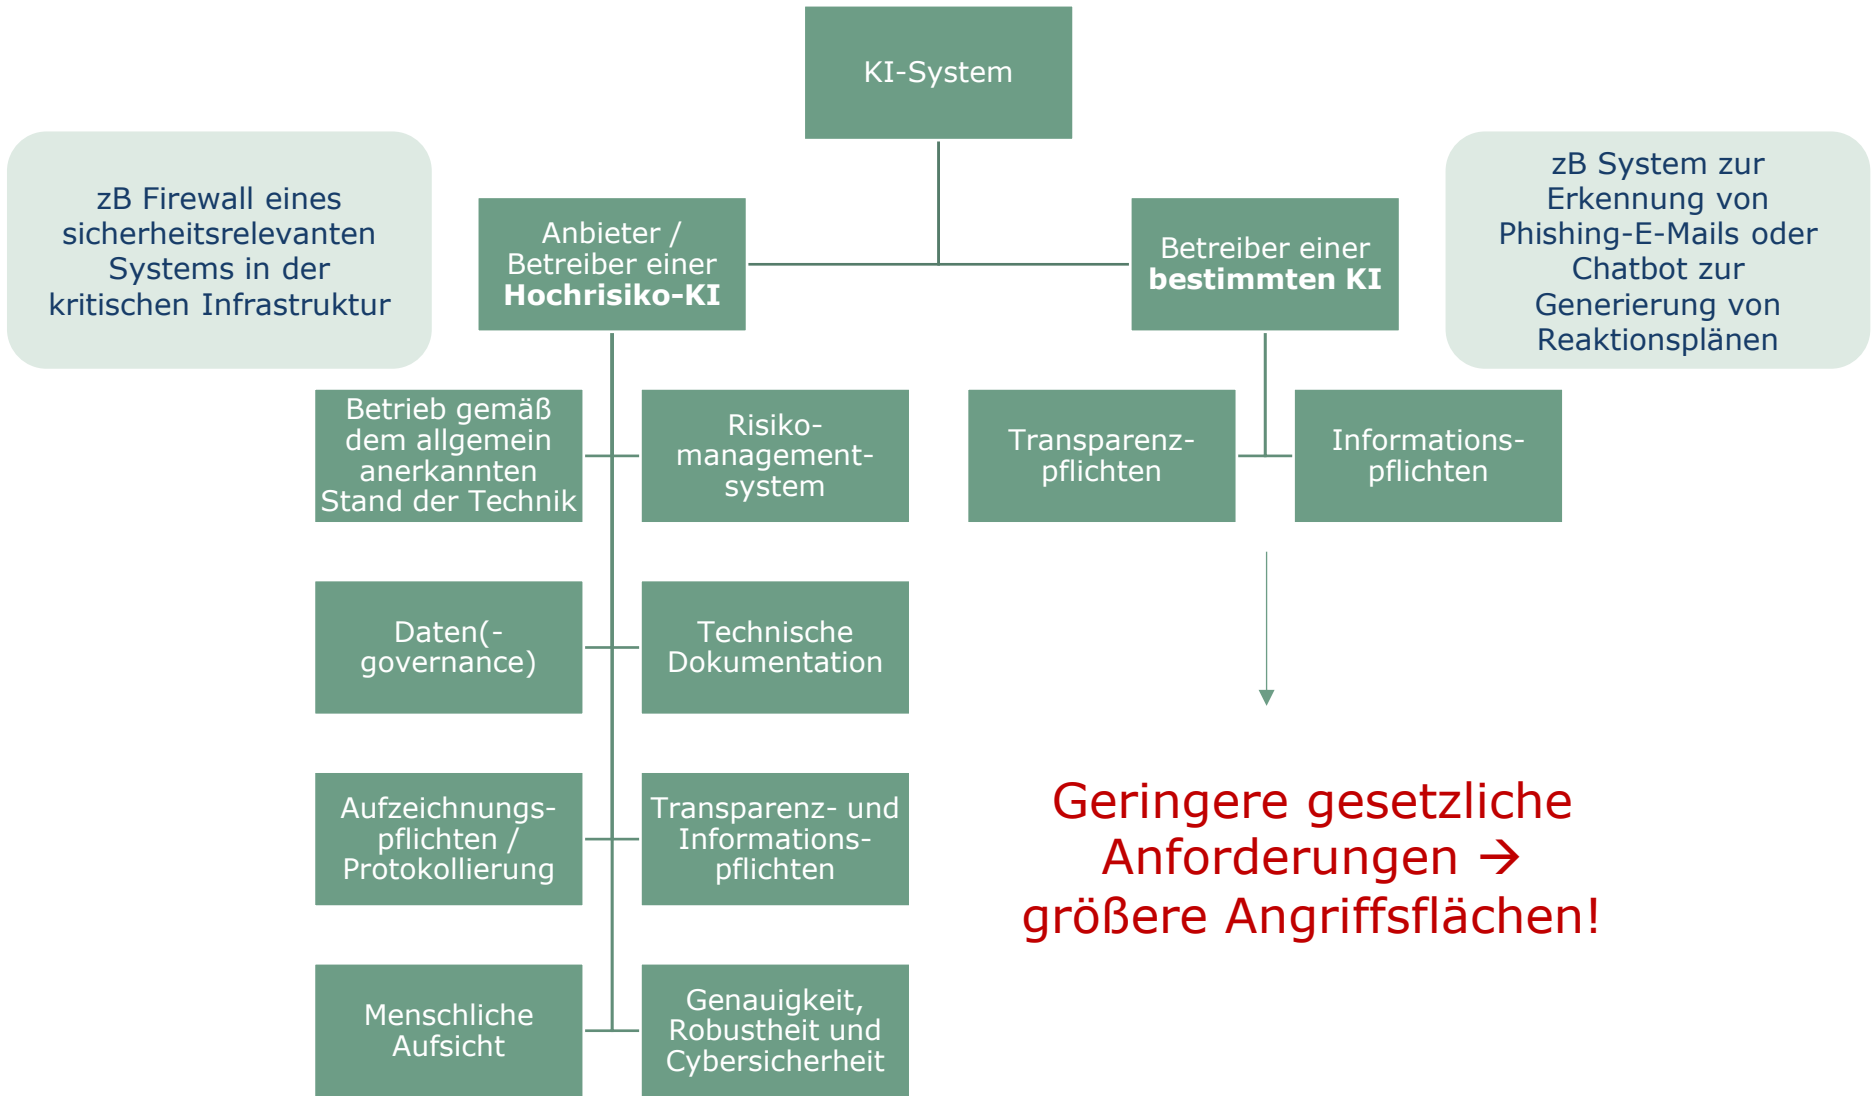 KI-System
zB Firewall eines
sicherheitsrelevanten
Systems in der
kritischen Infrastruktur
Anbieter /
Betreiber einer
Hochrisiko-KI
Betreiber einer
bestimmten KI
zB System zur
Erkennung von
Phishing-E-Mails oder
Chatbot zur
Generierung von
Reaktionsplänen
Betrieb gemäß
dem allgemein
anerkannten
Stand der Technik
Risiko-
management-
system
Transparenz-
pflichten
Informations-
pflichten
Daten(-
governance)
Technische
Dokumentation
Aufzeichnungs-
pflichten /
Protokollierung
Transparenz- und
Informations-
pflichten
Geringere gesetzliche
Anforderungen →
größere Angriffsflächen!
Menschliche
Aufsicht
Genauigkeit,
Robustheit und
Cybersicherheit